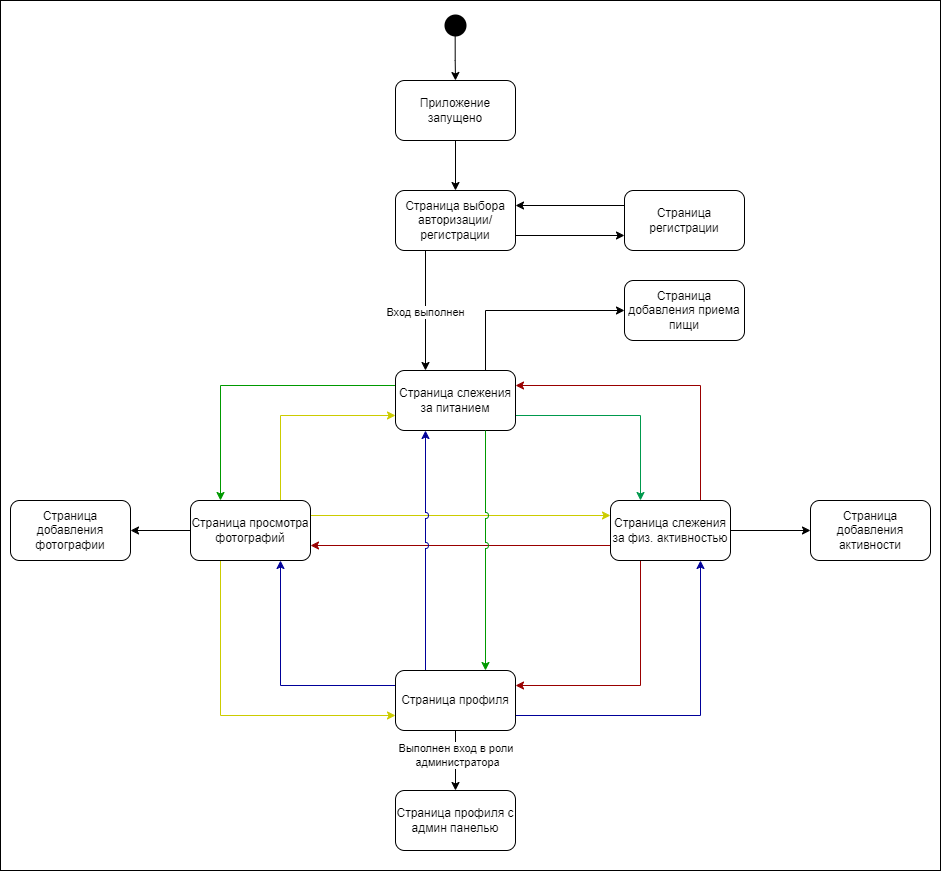 Приложение
запущено
Страница выбора
авторизации/
регистрации
Страница
регистрации
Страница
добавления приема
пищи
Вход выполнен
Страница слежения
за питанием
Страница
добавления
фотографии
Страница просмотра
фотографий
Страница слежения
за физ. активностью
Страница
добавления
активности
Страница профиля
Выполнен вход в роли
администратора
Страница профиля с
админ панелью